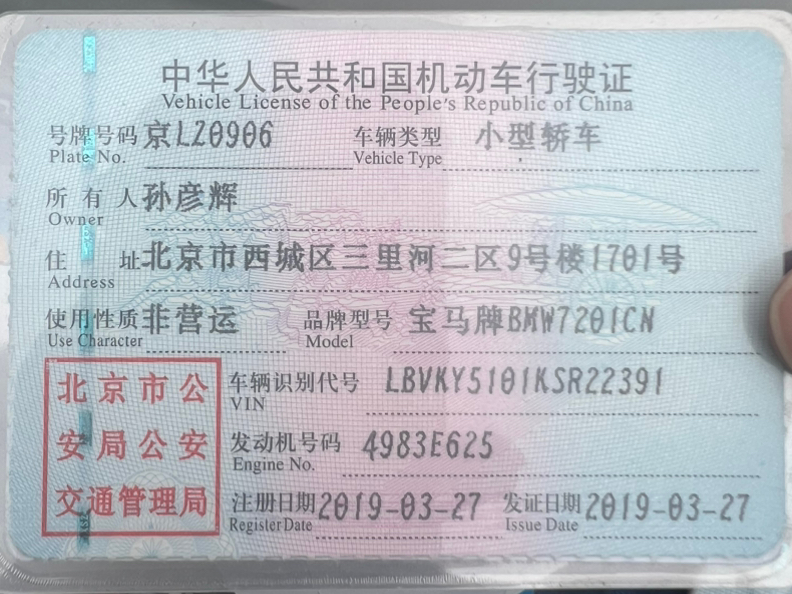 中华人民共和国机动车行驶证
Vehicle License of the People's Republic of China
号牌号码 京LZ0906 车辆类型 小型轿车
Plate No. Vehicle Type
所有人 孙彦辉
Owner
住址 北京市西城区三里河二区9号楼1701号
Address
使用性质 非营运 品牌型号 宝马牌BMW7201CN
Use Character Model
北京市公安局公安交通管理局
车辆识别代号 LBVKY5101KSR22391
VIN
发动机号码 4983E625
Engine No.
注册日期 2019-03-27 发证日期 2019-03-27
Register Date Issue Date